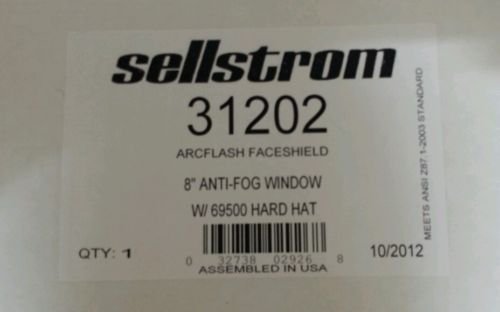 sellstrom
31202
ARCFLASH FACESHIELD
8" ANTI-FOG WINDOW
W/ 69500 HARD HAT
QTY: 1
0 32738 02926 8
ASSEMBLED IN USA
10/2012
MEETS ANSI Z87.1-2003 STANDARD